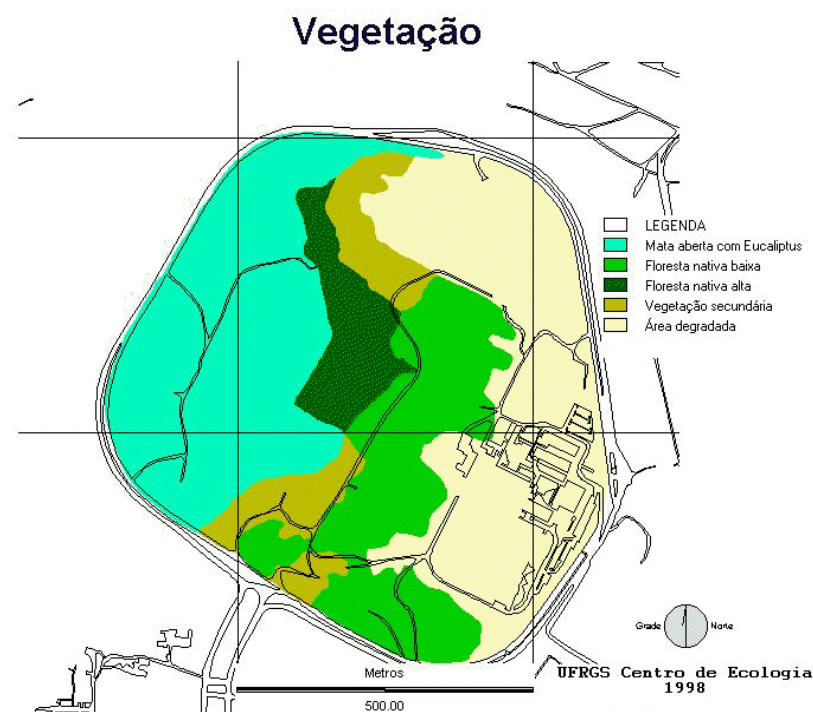 Vegetação
LEGENDA
Mata aberta com Eucaliptus
Floresta nativa baixa
Floresta nativa alta
Vegetação secundária
Área degradada
Grade Norte
UFRGS Centro de Ecologia
1998
Metros
500.00